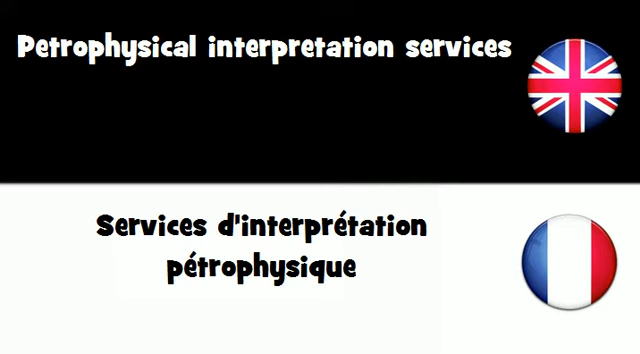 Petrophysical interpretation services
Services d'interprétation
pétrophysique